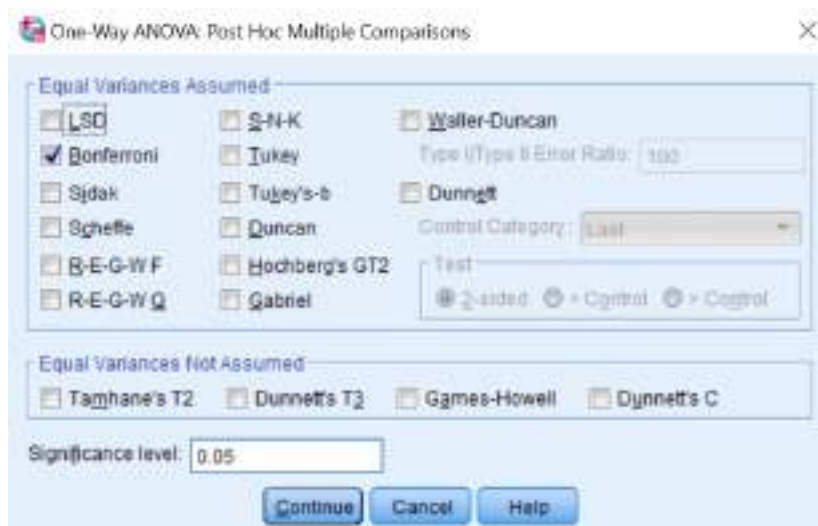 One-Way ANOVA: Post Hoc Multiple Comparisons
Equal Variances Assumed
LSD S-N-K Waller-Duncan
Bonferroni Tukey Type I/Type II Error Ratio: 100
Sidak Tukey's-b Dunnett
Scheffe Duncan Control Category: Last
R-E-G-W F Hochberg's GT2 Test
R-E-G-W Q Gabriel 2-sided < Control > Control
Equal Variances Not Assumed
Tamhane's T2 Dunnett's T3 Games-Howell Dunnett's C
Significance level: 0.05
Continue Cancel Help